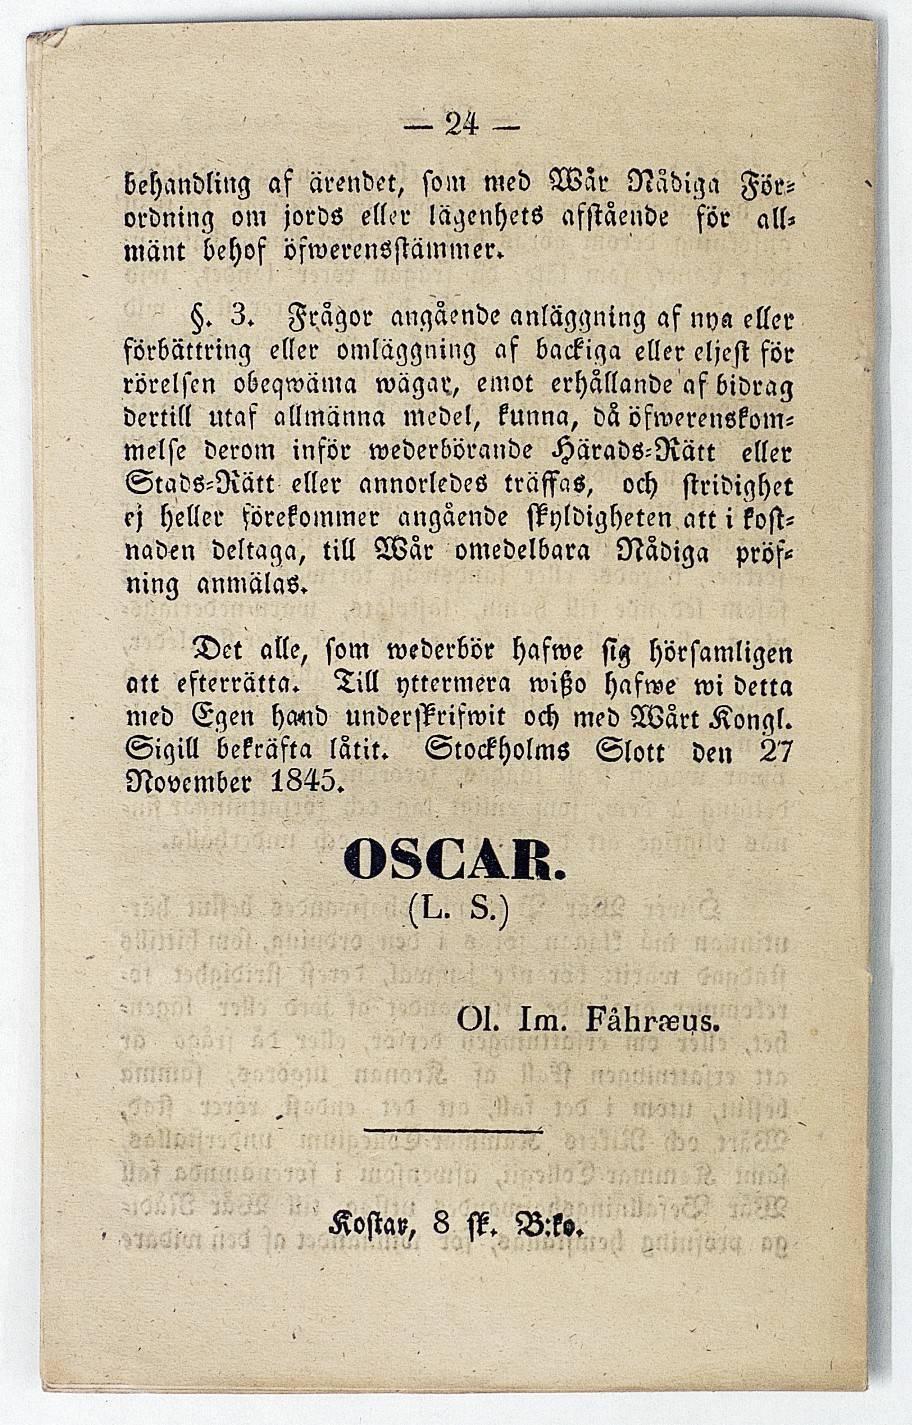 — 24 —
behandling af ärendet, som med Wår Nådiga För-
ordning om jords eller lägenhets afstående för all-
mänt behof öfwerensstämmer.
§. 3. Frågor angående anläggning af nya eller
förbättring eller omläggning af backiga eller eljest för
rörelsen obeqwäma wägar, emot erhållande af bidrag
dertill utaf allmänna medel, kunna, då öfwerenskom-
melse derom inför wederbörande Härads-Rätt eller
Stads-Rätt eller annorledes träffas, och stridighet
ej heller förekommer angående skyldigheten att i kost-
naden deltaga, till Wår omedelbara Nådiga pröf-
ning anmälas.
Det alle, som wederbör hafwe sig hörsamligen
att efterrätta. Till yttermera wißo hafwe wi detta
med Egen hand underskrifwit och med Wårt Kongl.
Sigill bekräfta låtit. Stockholms Slott den 27
November 1845.
OSCAR.
(L. S.)
Ol. Im. Fåhræus.
Kostar, 8 sk. B:ko.